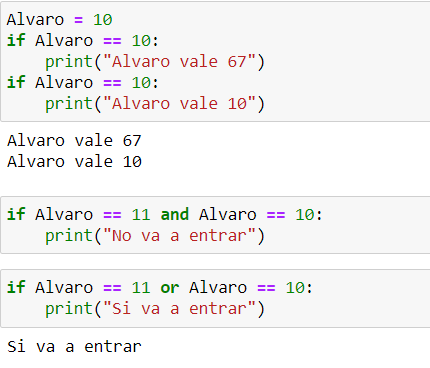 Alvaro = 10
if Alvaro == 10:
    print("Alvaro vale 67")
if Alvaro == 10:
    print("Alvaro vale 10")
Alvaro vale 67
Alvaro vale 10
if Alvaro == 11 and Alvaro == 10:
    print("No va a entrar")
if Alvaro == 11 or Alvaro == 10:
    print("Si va a entrar")
Si va a entrar